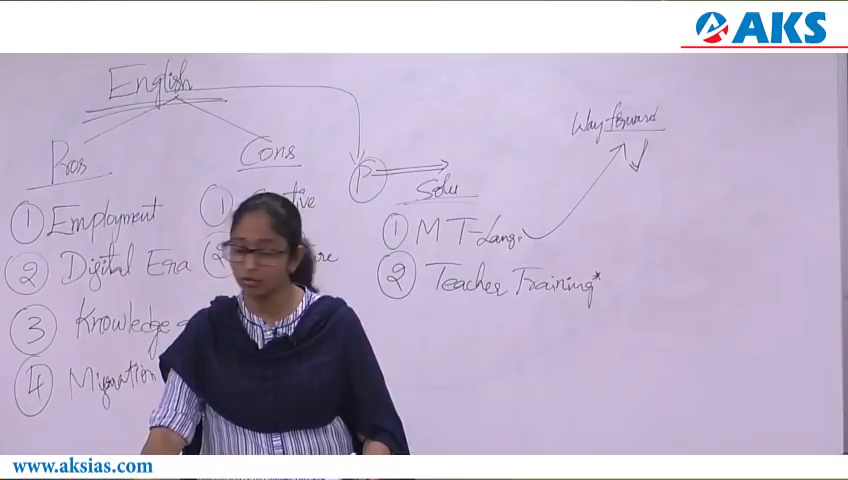 AKS
English
Way forward
Pros
Cons
P
Solu
① Employment
①
① MT-Lang.
② Digital Era
② Teacher Training*
③ Knowledge
④ Migration
www.aksias.com